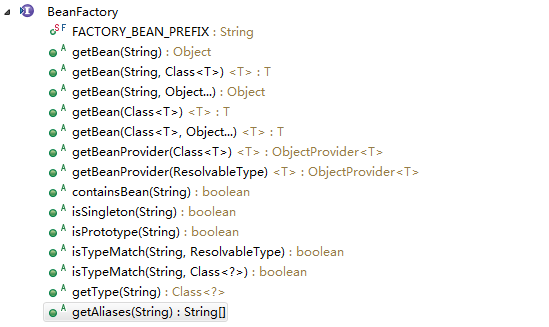 BeanFactory
S F FACTORY_BEAN_PREFIX : String
A getBean(String) : Object
A getBean(String, Class<T>) <T> : T
A getBean(String, Object...) : Object
A getBean(Class<T>) <T> : T
A getBean(Class<T>, Object...) <T> : T
A getBeanProvider(Class<T>) <T> : ObjectProvider<T>
A getBeanProvider(ResolvableType) <T> : ObjectProvider<T>
A containsBean(String) : boolean
A isSingleton(String) : boolean
A isPrototype(String) : boolean
A isTypeMatch(String, ResolvableType) : boolean
A isTypeMatch(String, Class<?>) : boolean
A getType(String) : Class<?>
A getAliases(String) : String[]